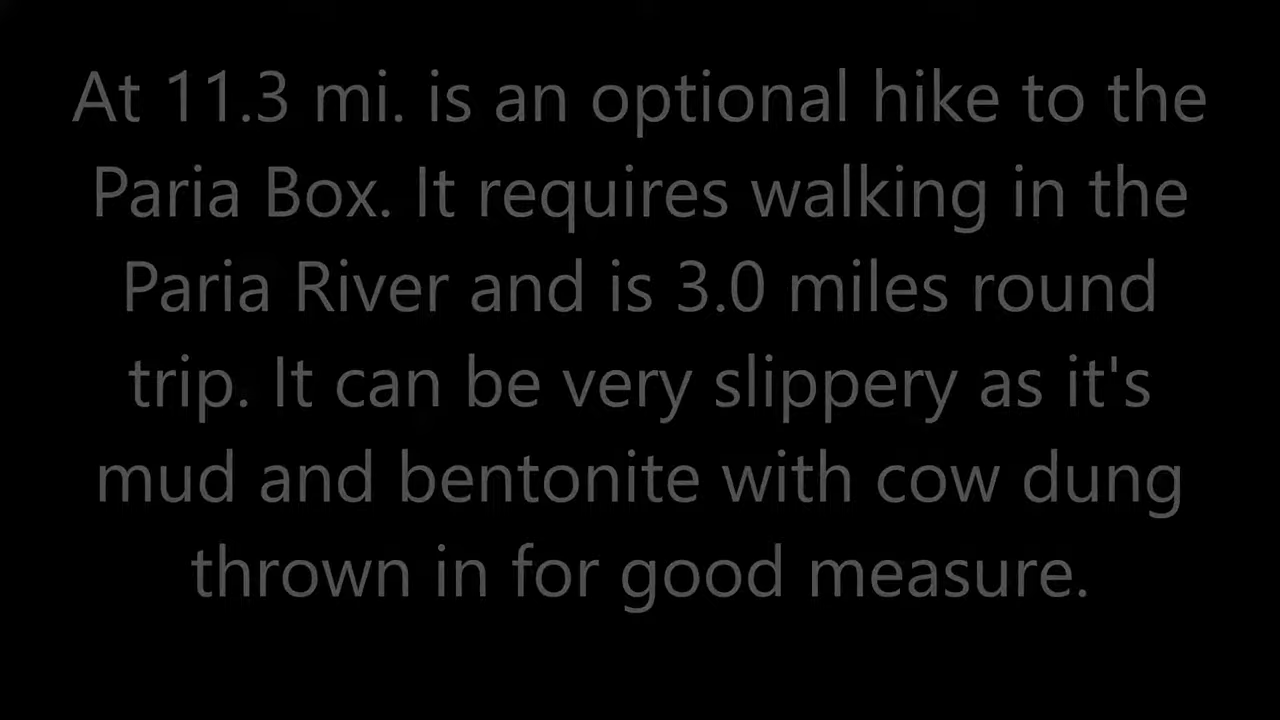 At 11.3 mi. is an optional hike to the
Paria Box. It requires walking in the
Paria River and is 3.0 miles round
trip. It can be very slippery as it's
mud and bentonite with cow dung
thrown in for good measure.